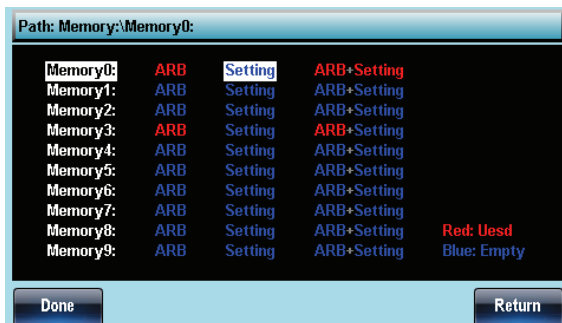 Path: Memory:\Memory0:
Memory0: ARB Setting ARB+Setting
Memory1: ARB Setting ARB+Setting
Memory2: ARB Setting ARB+Setting
Memory3: ARB Setting ARB+Setting
Memory4: ARB Setting ARB+Setting
Memory5: ARB Setting ARB+Setting
Memory6: ARB Setting ARB+Setting
Memory7: ARB Setting ARB+Setting
Memory8: ARB Setting ARB+Setting Red: Uesd
Memory9: ARB Setting ARB+Setting Blue: Empty
Done Return